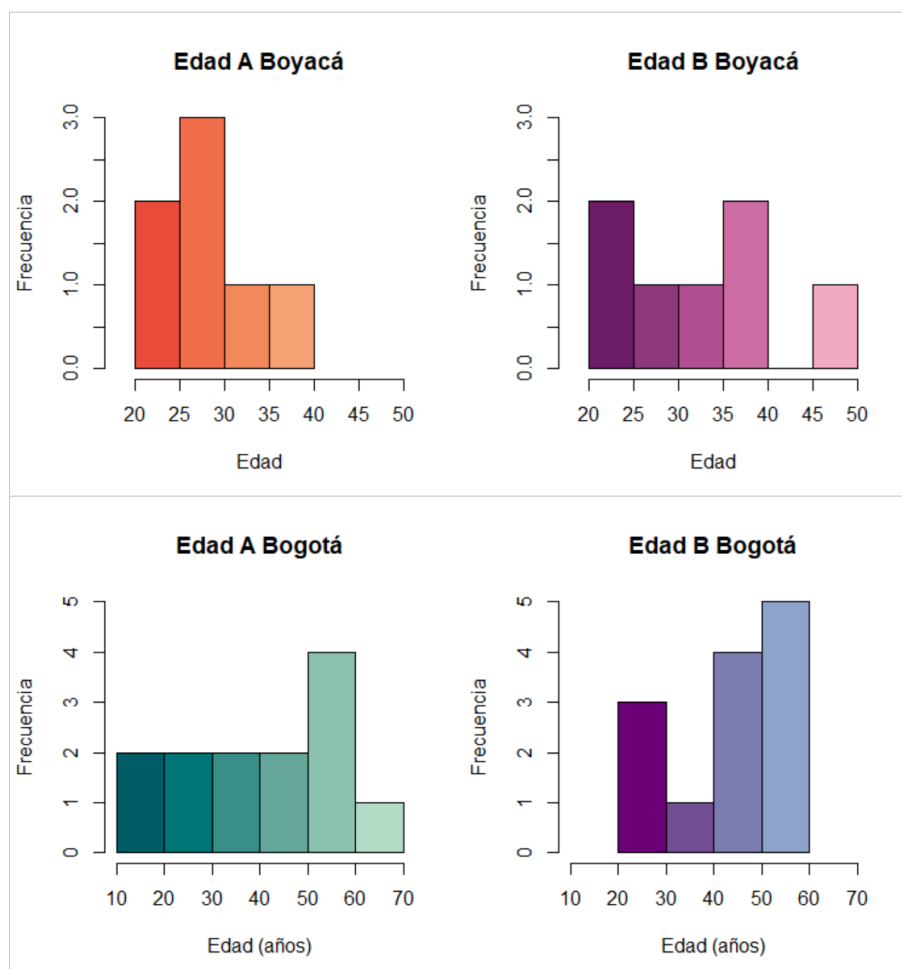 Edad A Boyacá
Frecuencia
0.0 1.0 2.0 3.0
20 25 30 35 40 45 50
Edad
Edad B Boyacá
Frecuencia
0.0 1.0 2.0 3.0
20 25 30 35 40 45 50
Edad
Edad A Bogotá
Frecuencia
0 1 2 3 4 5
10 20 30 40 50 60 70
Edad (años)
Edad B Bogotá
Frecuencia
0 1 2 3 4 5
10 20 30 40 50 60 70
Edad (años)